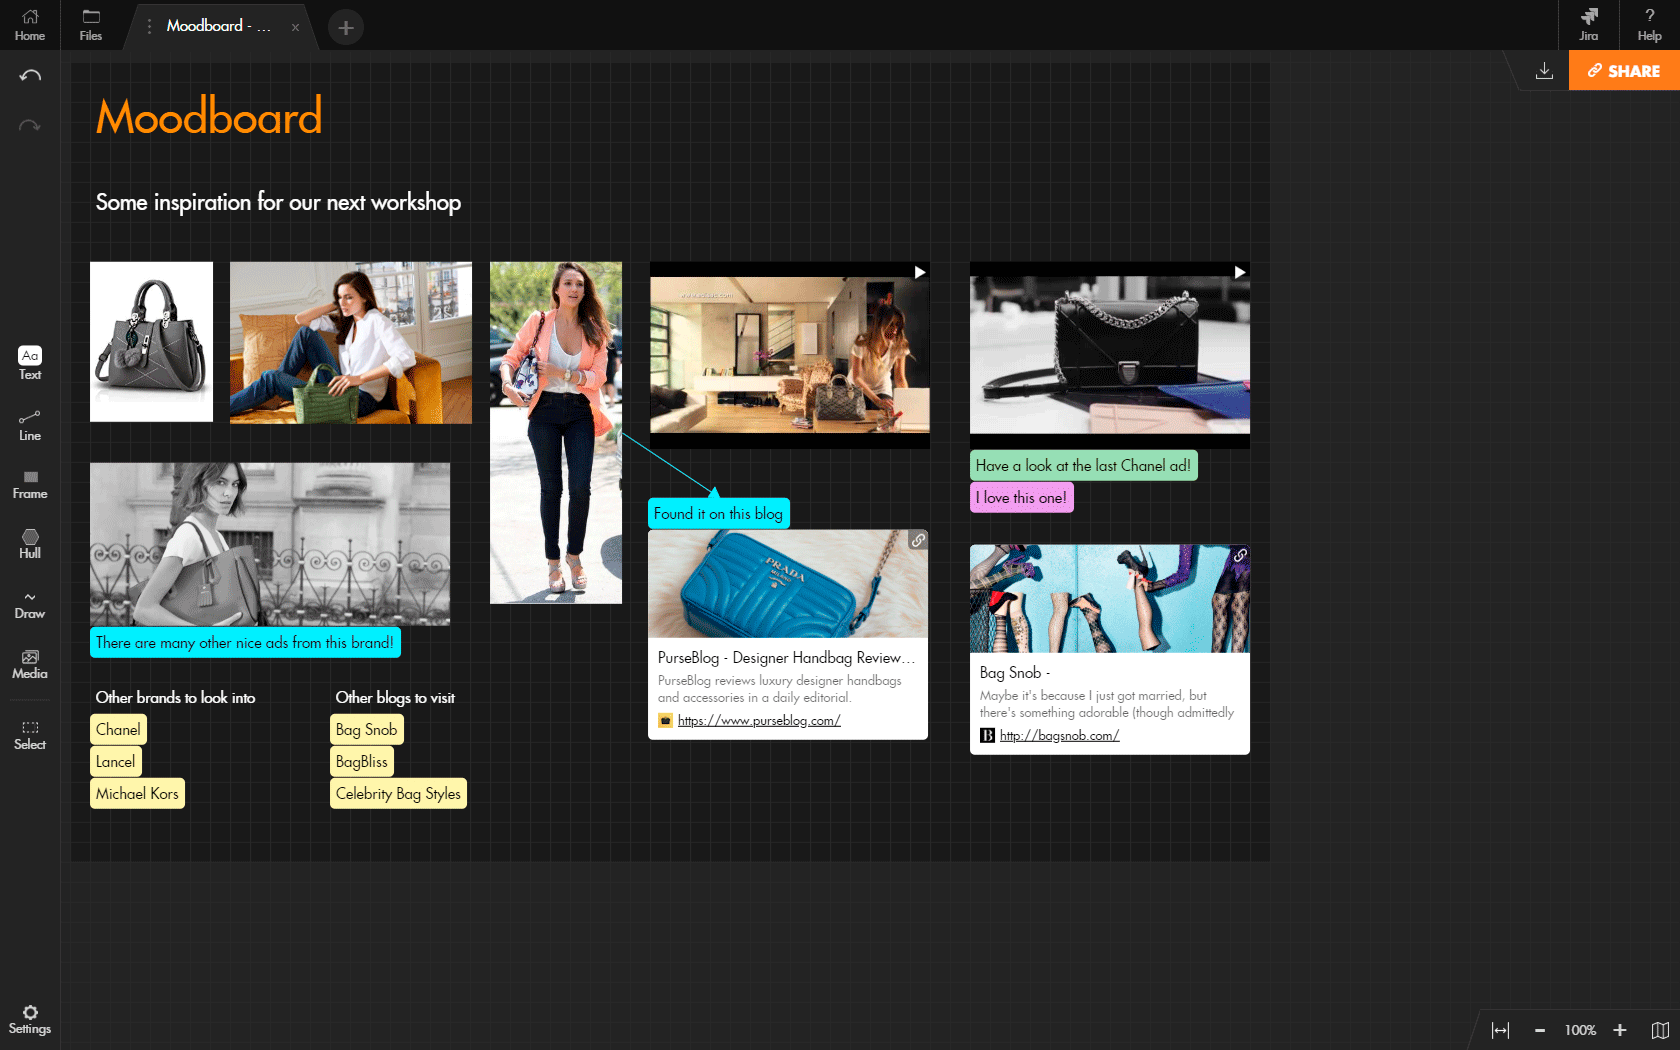 Home
Files
Moodboard - ...
Jira
? Help
SHARE
Moodboard
Some inspiration for our next workshop
Aa
Text
Line
Frame
Hull
Draw
Media
Select
Settings
Have a look at the last Chanel ad!
I love this one!
Found it on this blog
PRADA
MILANO
PurseBlog - Designer Handbag Review...
PurseBlog reviews luxury designer handbags
and accessories in a daily editorial.
https://www.purseblog.com/
Bag Snob -
Maybe it's because I just got married, but
there's something adorable (though admittedly
B http://bagsnob.com/
There are many other nice ads from this brand!
Other brands to look into
Chanel
Lancel
Michael Kors
Other blogs to visit
Bag Snob
BagBliss
Celebrity Bag Styles
100%